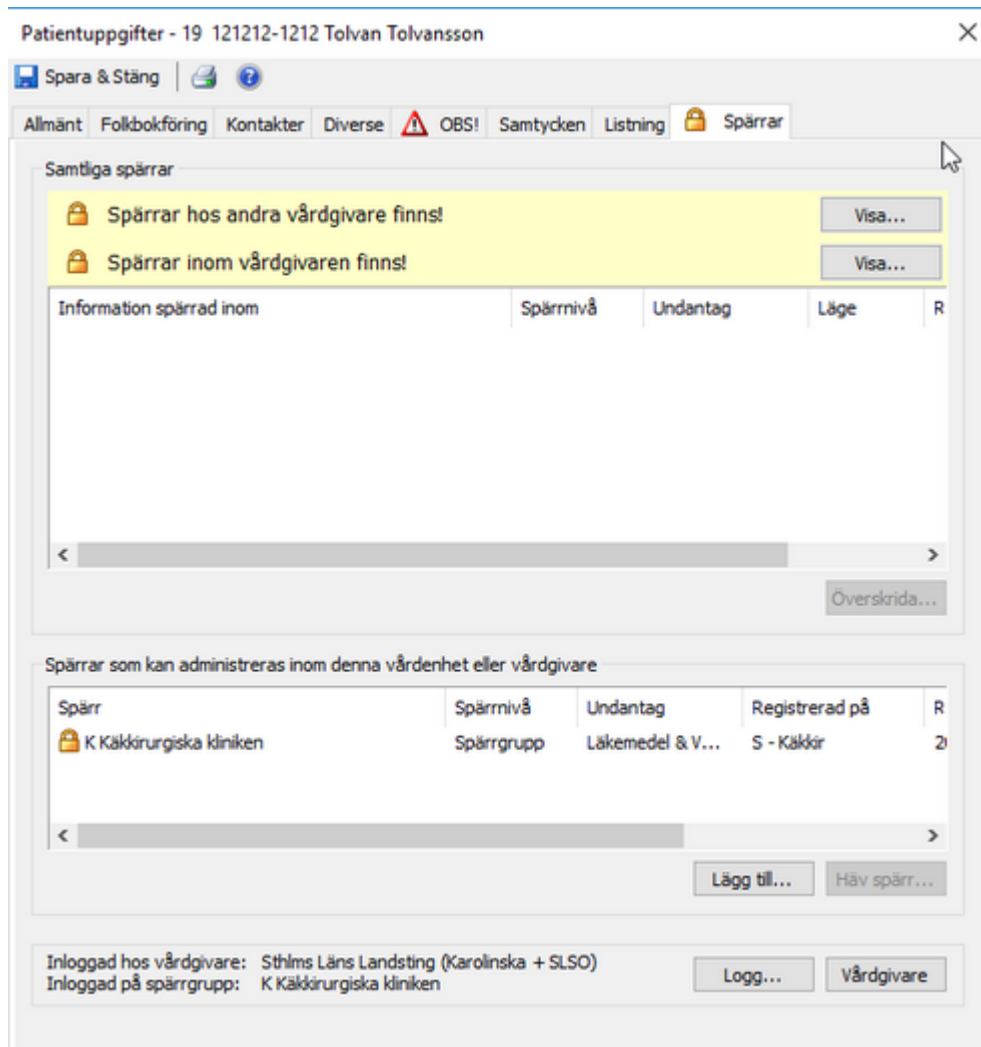 Patientuppgifter - 19 121212-1212 Tolvan Tolvansson
Spara & Stäng
Allmänt Folkbokföring Kontakter Diverse OBS! Samtycken Listning Spärrar
Samtliga spärrar
Spärrar hos andra vårdgivare finns! Visa...
Spärrar inom vårdgivaren finns! Visa...
Information spärrad inom Spärrnivå Undantag Läge R
Överskrida...
Spärrar som kan administreras inom denna vårdenhet eller vårdgivare
Spärr Spärrnivå Undantag Registrerad på R
K Käkkirurgiska kliniken Spärrgrupp Läkemedel & V... S - Käkkir 20
Lägg till... Häv spärr...
Inloggad hos vårdgivare: Sthlms Läns Landsting (Karolinska + SLSO)
Inloggad på spärrgrupp: K Käkkirurgiska kliniken
Logg... Vårdgivare